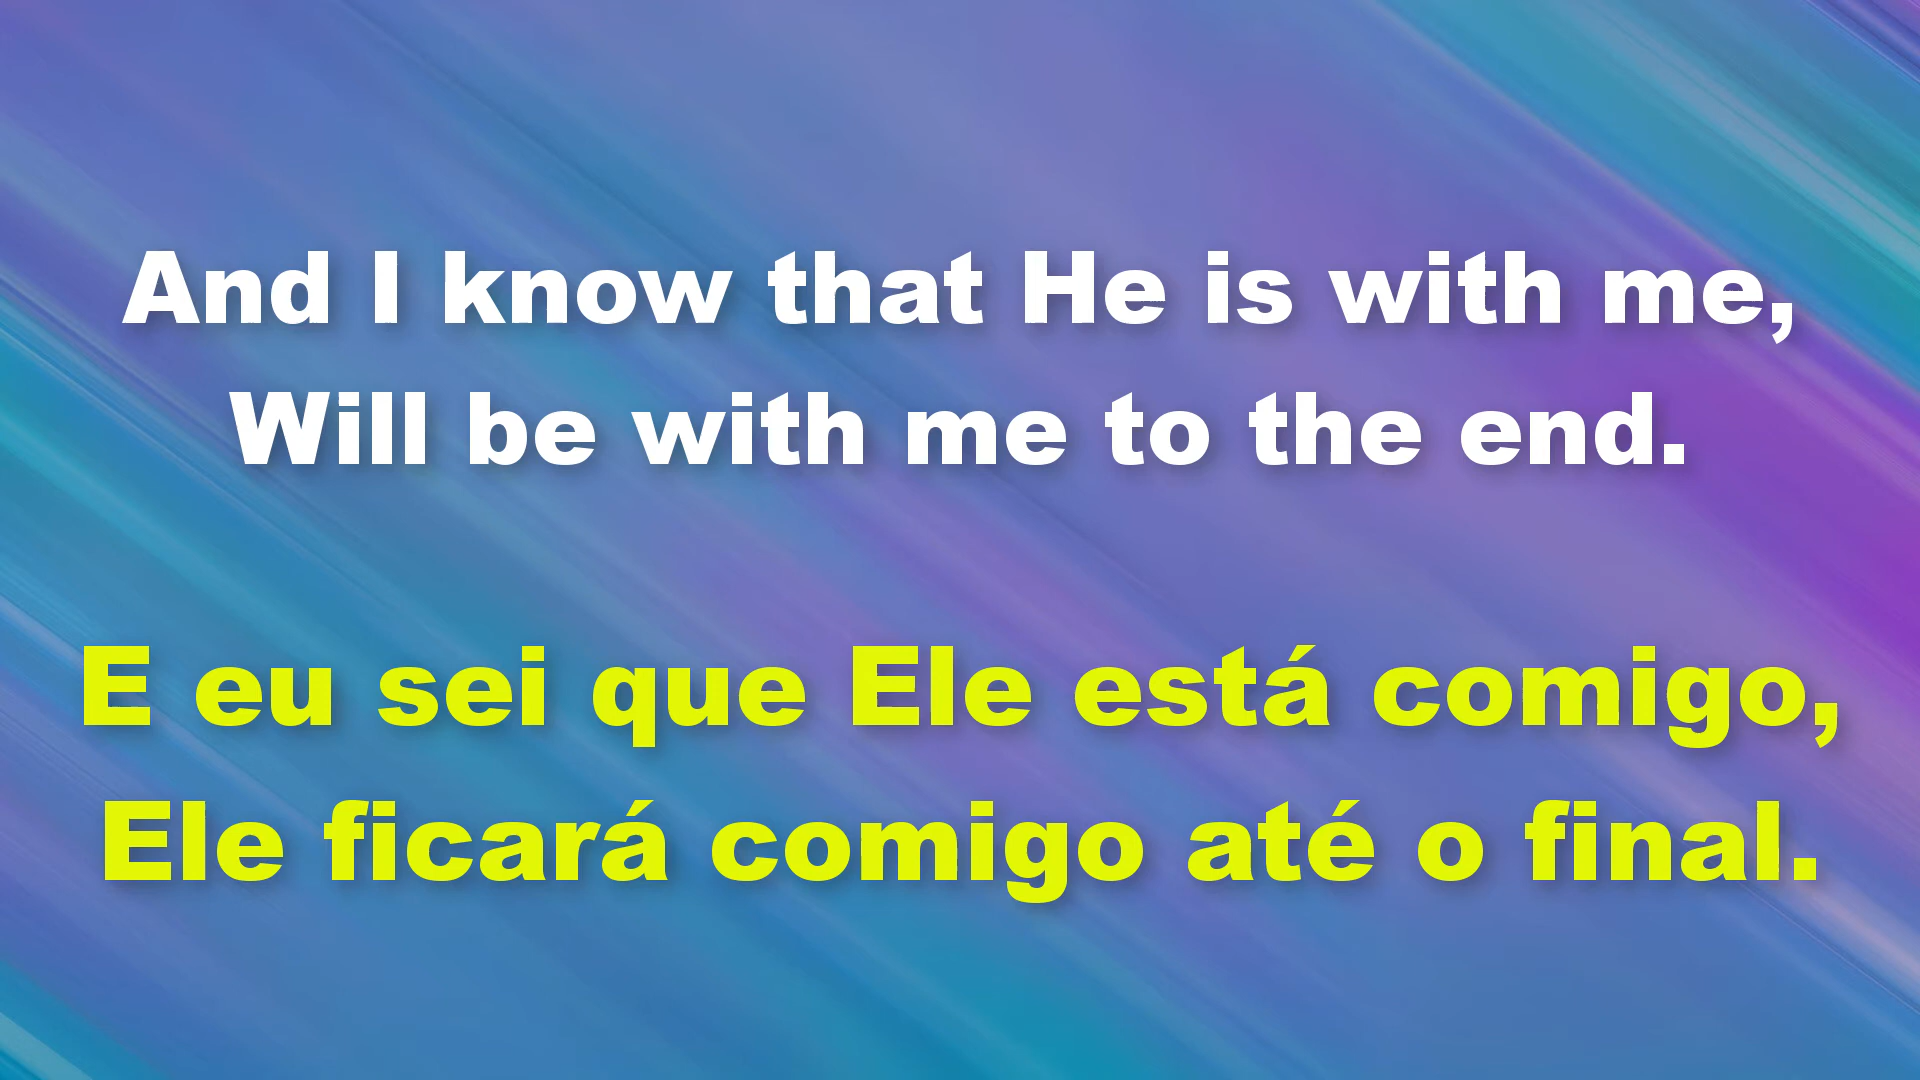 And I know that He is with me,
Will be with me to the end.
E eu sei que Ele está comigo,
Ele ficará comigo até o final.